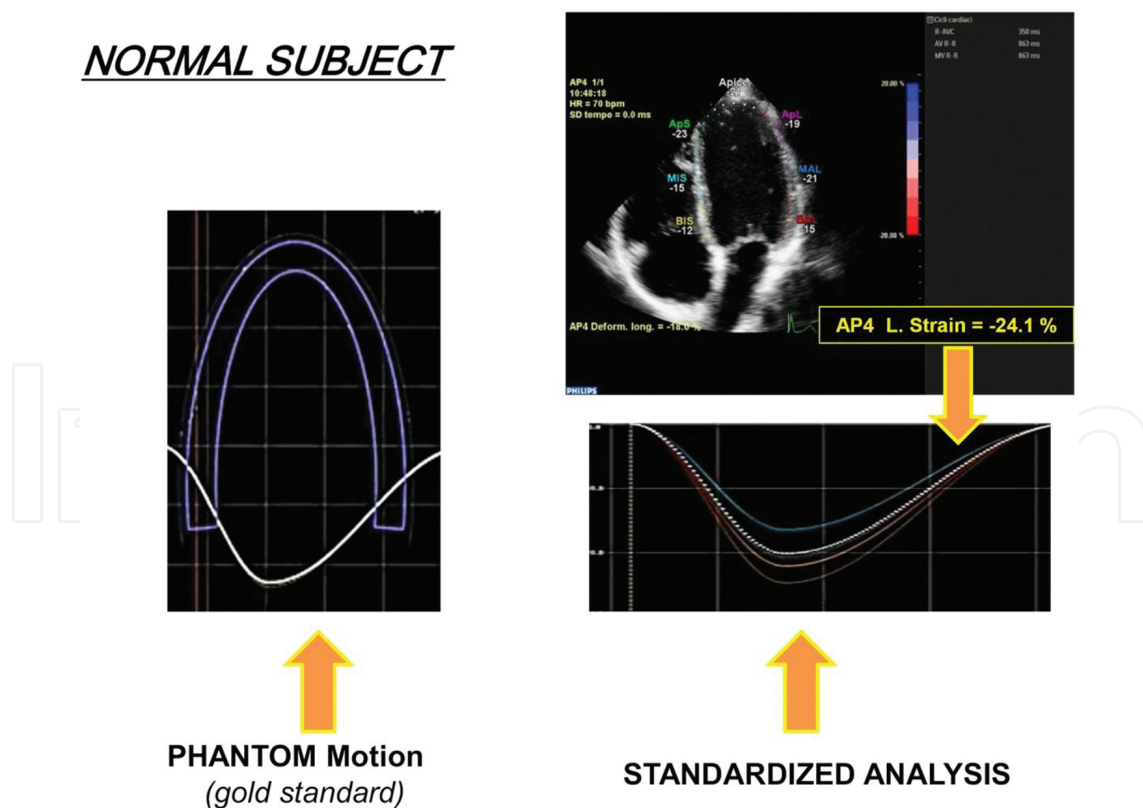 NORMAL SUBJECT
AP4 1/1
10:48:18
HR = 70 bpm
SD tempo = 0.0 ms
Cicli cardiaci
R-AVC 350 ms
AV R-R 863 ms
MV R-R 863 ms
20.00 %
-20.00 %
Apice
ApS
-23
ApL
-19
MIS
-15
MAL
-21
BIS
-12
-15
AP4 Deform. long. = -18.0 %
AP4 L. Strain = -24.1 %
PHILIPS
PHANTOM Motion
(gold standard)
STANDARDIZED ANALYSIS